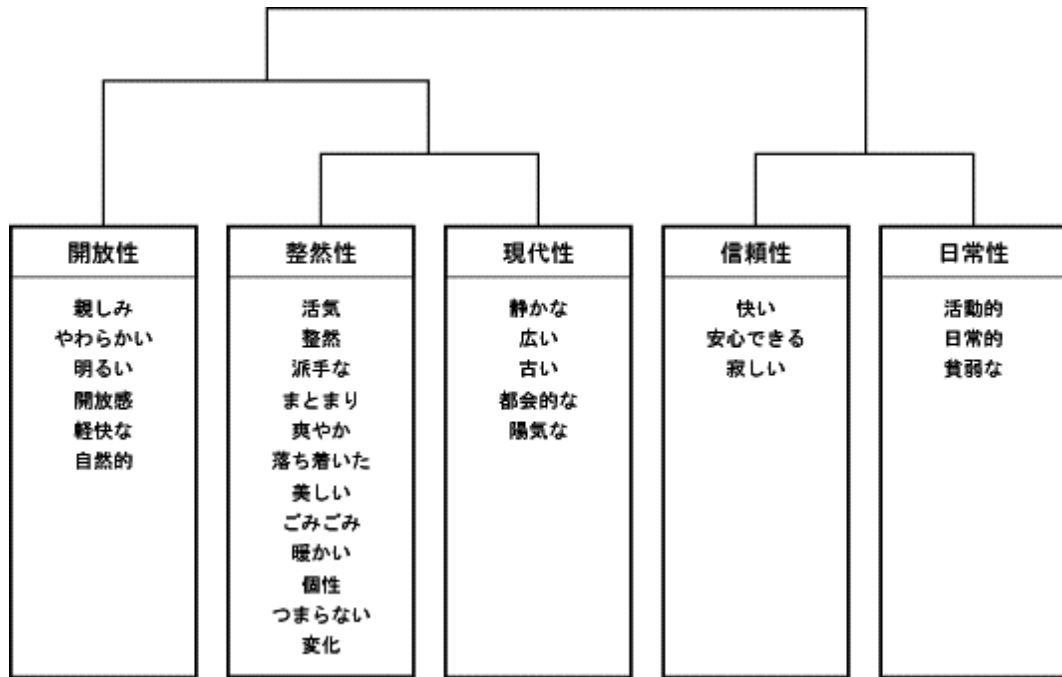 開放性
親しみ
やわらかい
明るい
開放感
軽快な
自然的
整然性
活気
整然
派手な
まとまり
爽やか
落ち着いた
美しい
ごみごみ
暖かい
個性
つまらない
変化
現代性
静かな
広い
古い
都会的な
陽気な
信頼性
快い
安心できる
寂しい
日常性
活動的
日常的
貧弱な